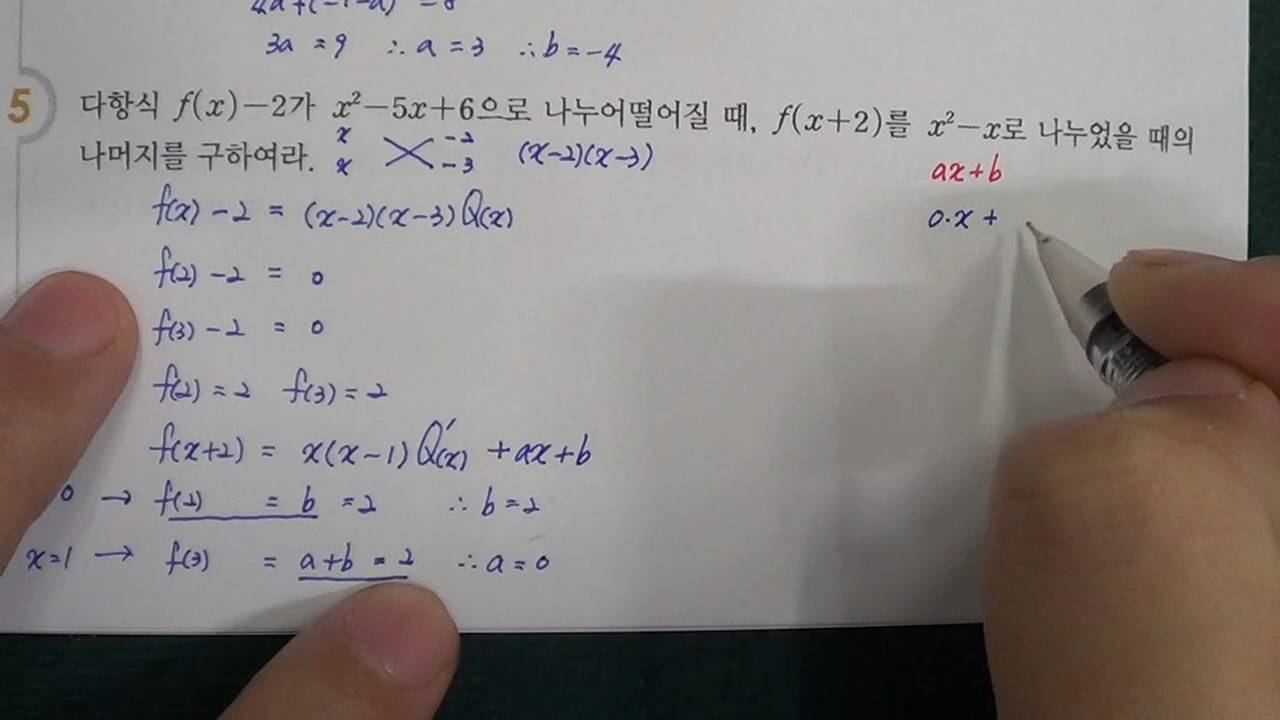 4a+(-1-a) = 8
3a = 9 ∴ a = 3 ∴ b = -4
5 다항식 f(x)-2가 x²-5x+6으로 나누어떨어질 때, f(x+2)를 x²-x로 나누었을 때의
나머지를 구하여라. x -2 (x-2)(x-3)
x -3
ax+b
f(x) - 2 = (x-2)(x-3)Q(x)
0·x +
f(2) - 2 = 0
f(3) - 2 = 0
f(2) = 2 f(3) = 2
f(x+2) = x(x-1)Q'(x) + ax+b
0 → f(2) = b = 2 ∴ b = 2
x=1 → f(3) = a+b = 2 ∴ a = 0